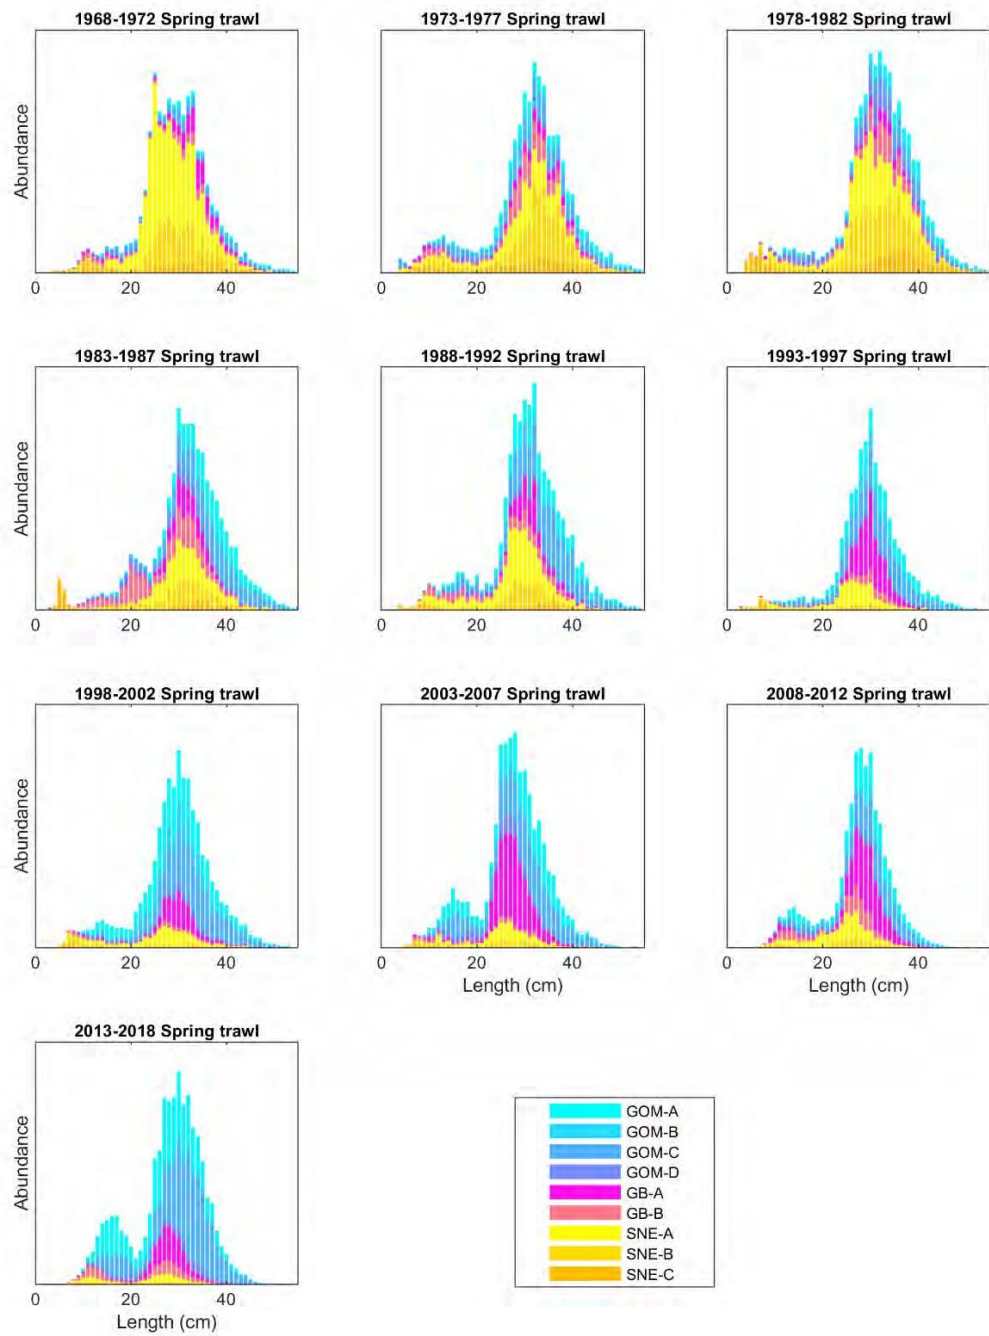 1968-1972 Spring trawl
1973-1977 Spring trawl
1978-1982 Spring trawl
Abundance
0 20 40
0 20 40
0 20 40
1983-1987 Spring trawl
1988-1992 Spring trawl
1993-1997 Spring trawl
Abundance
0 20 40
0 20 40
0 20 40
1998-2002 Spring trawl
2003-2007 Spring trawl
2008-2012 Spring trawl
Abundance
0 20 40
0 20 40
0 20 40
Length (cm)
Length (cm)
2013-2018 Spring trawl
Abundance
0 20 40
Length (cm)
GOM-A
GOM-B
GOM-C
GOM-D
GB-A
GB-B
SNE-A
SNE-B
SNE-C